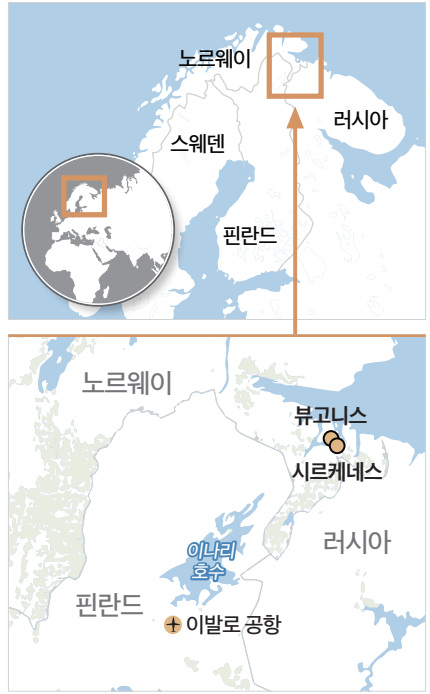 노르웨이
러시아
스웨덴
핀란드
노르웨이
뷰고니스
시르케네스
러시아
이나리
호수
핀란드
이발로 공항